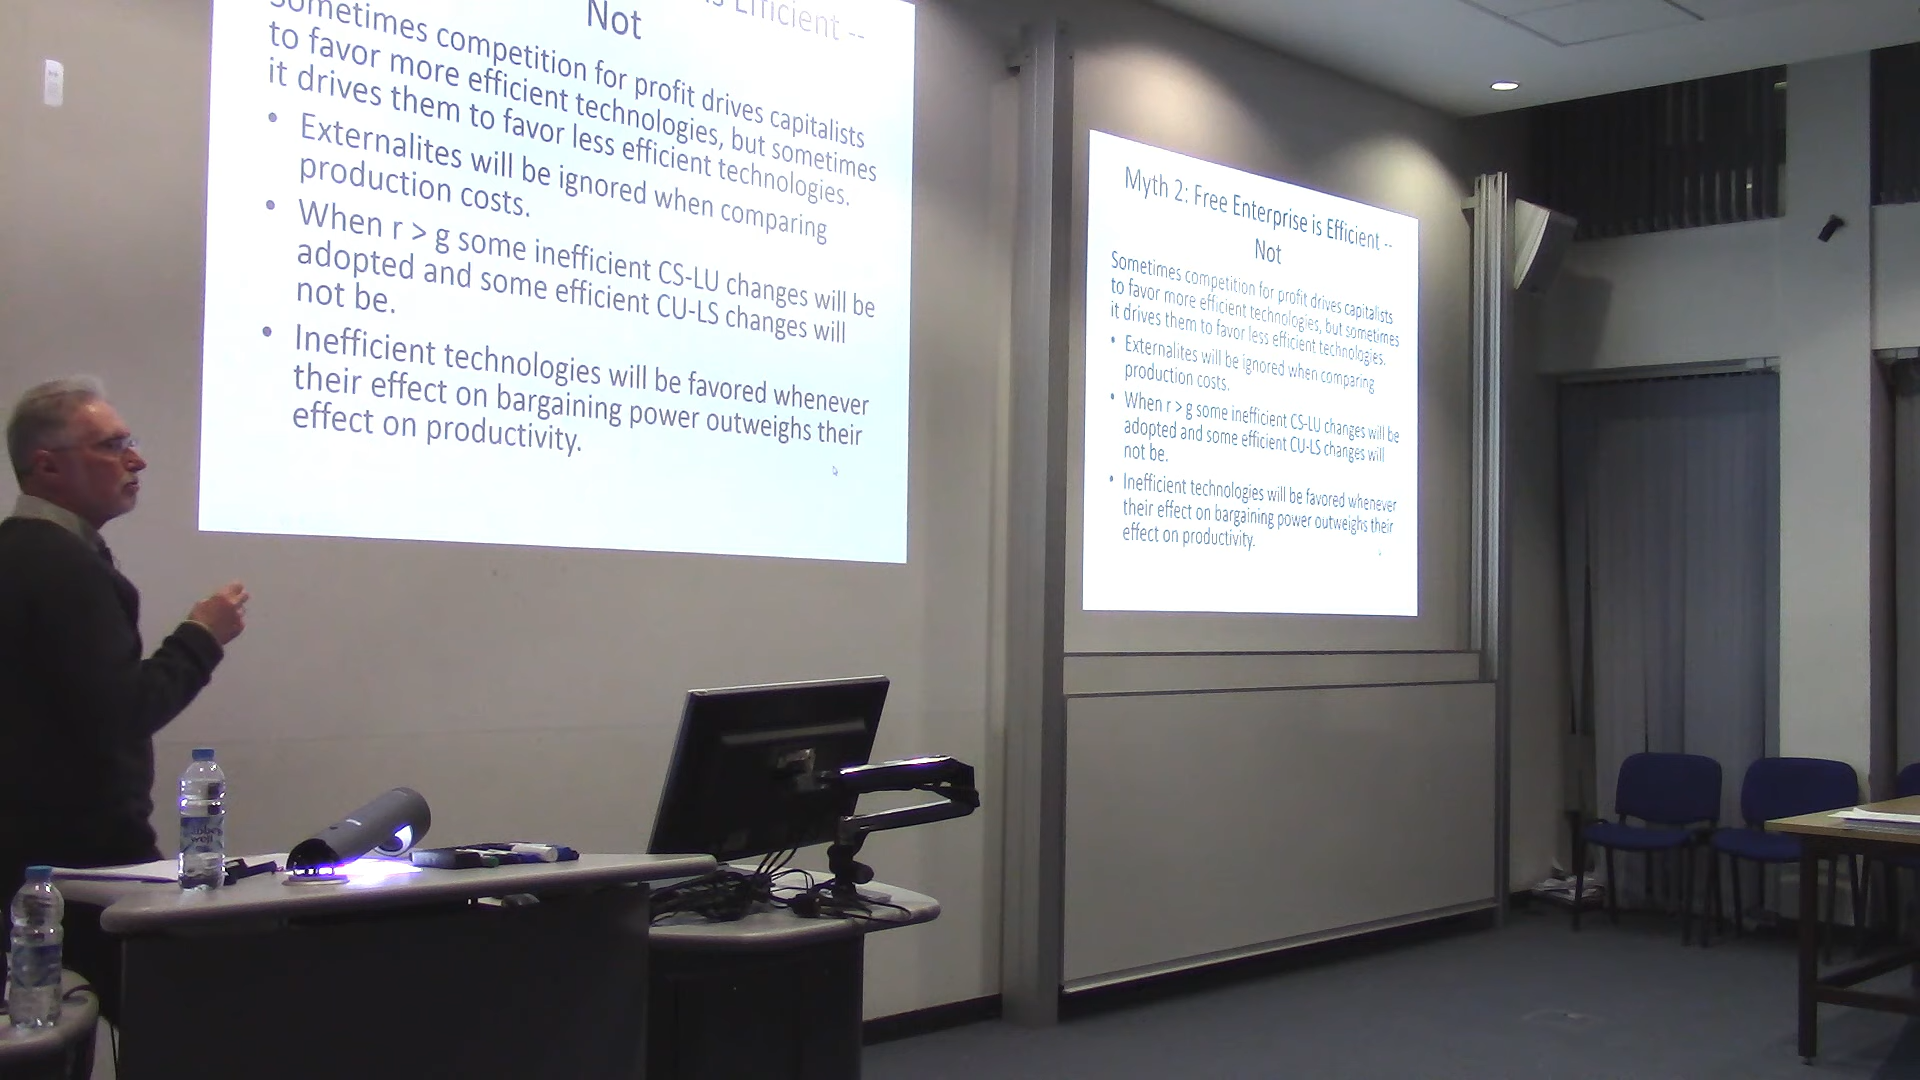 is Efficient --
Not
Sometimes competition for profit drives capitalists
to favor more efficient technologies, but sometimes
it drives them to favor less efficient technologies.
• Externalites will be ignored when comparing
production costs.
• When r > g some inefficient CS-LU changes will be
adopted and some efficient CU-LS changes will
not be.
• Inefficient technologies will be favored whenever
their effect on bargaining power outweighs their
effect on productivity.
Myth 2: Free Enterprise is Efficient --
Not
Sometimes competition for profit drives capitalists
to favor more efficient technologies, but sometimes
it drives them to favor less efficient technologies.
• Externalites will be ignored when comparing
production costs.
• When r > g some inefficient CS-LU changes will be
adopted and some efficient CU-LS changes will
not be.
• Inefficient technologies will be favored whenever
their effect on bargaining power outweighs their
effect on productivity.